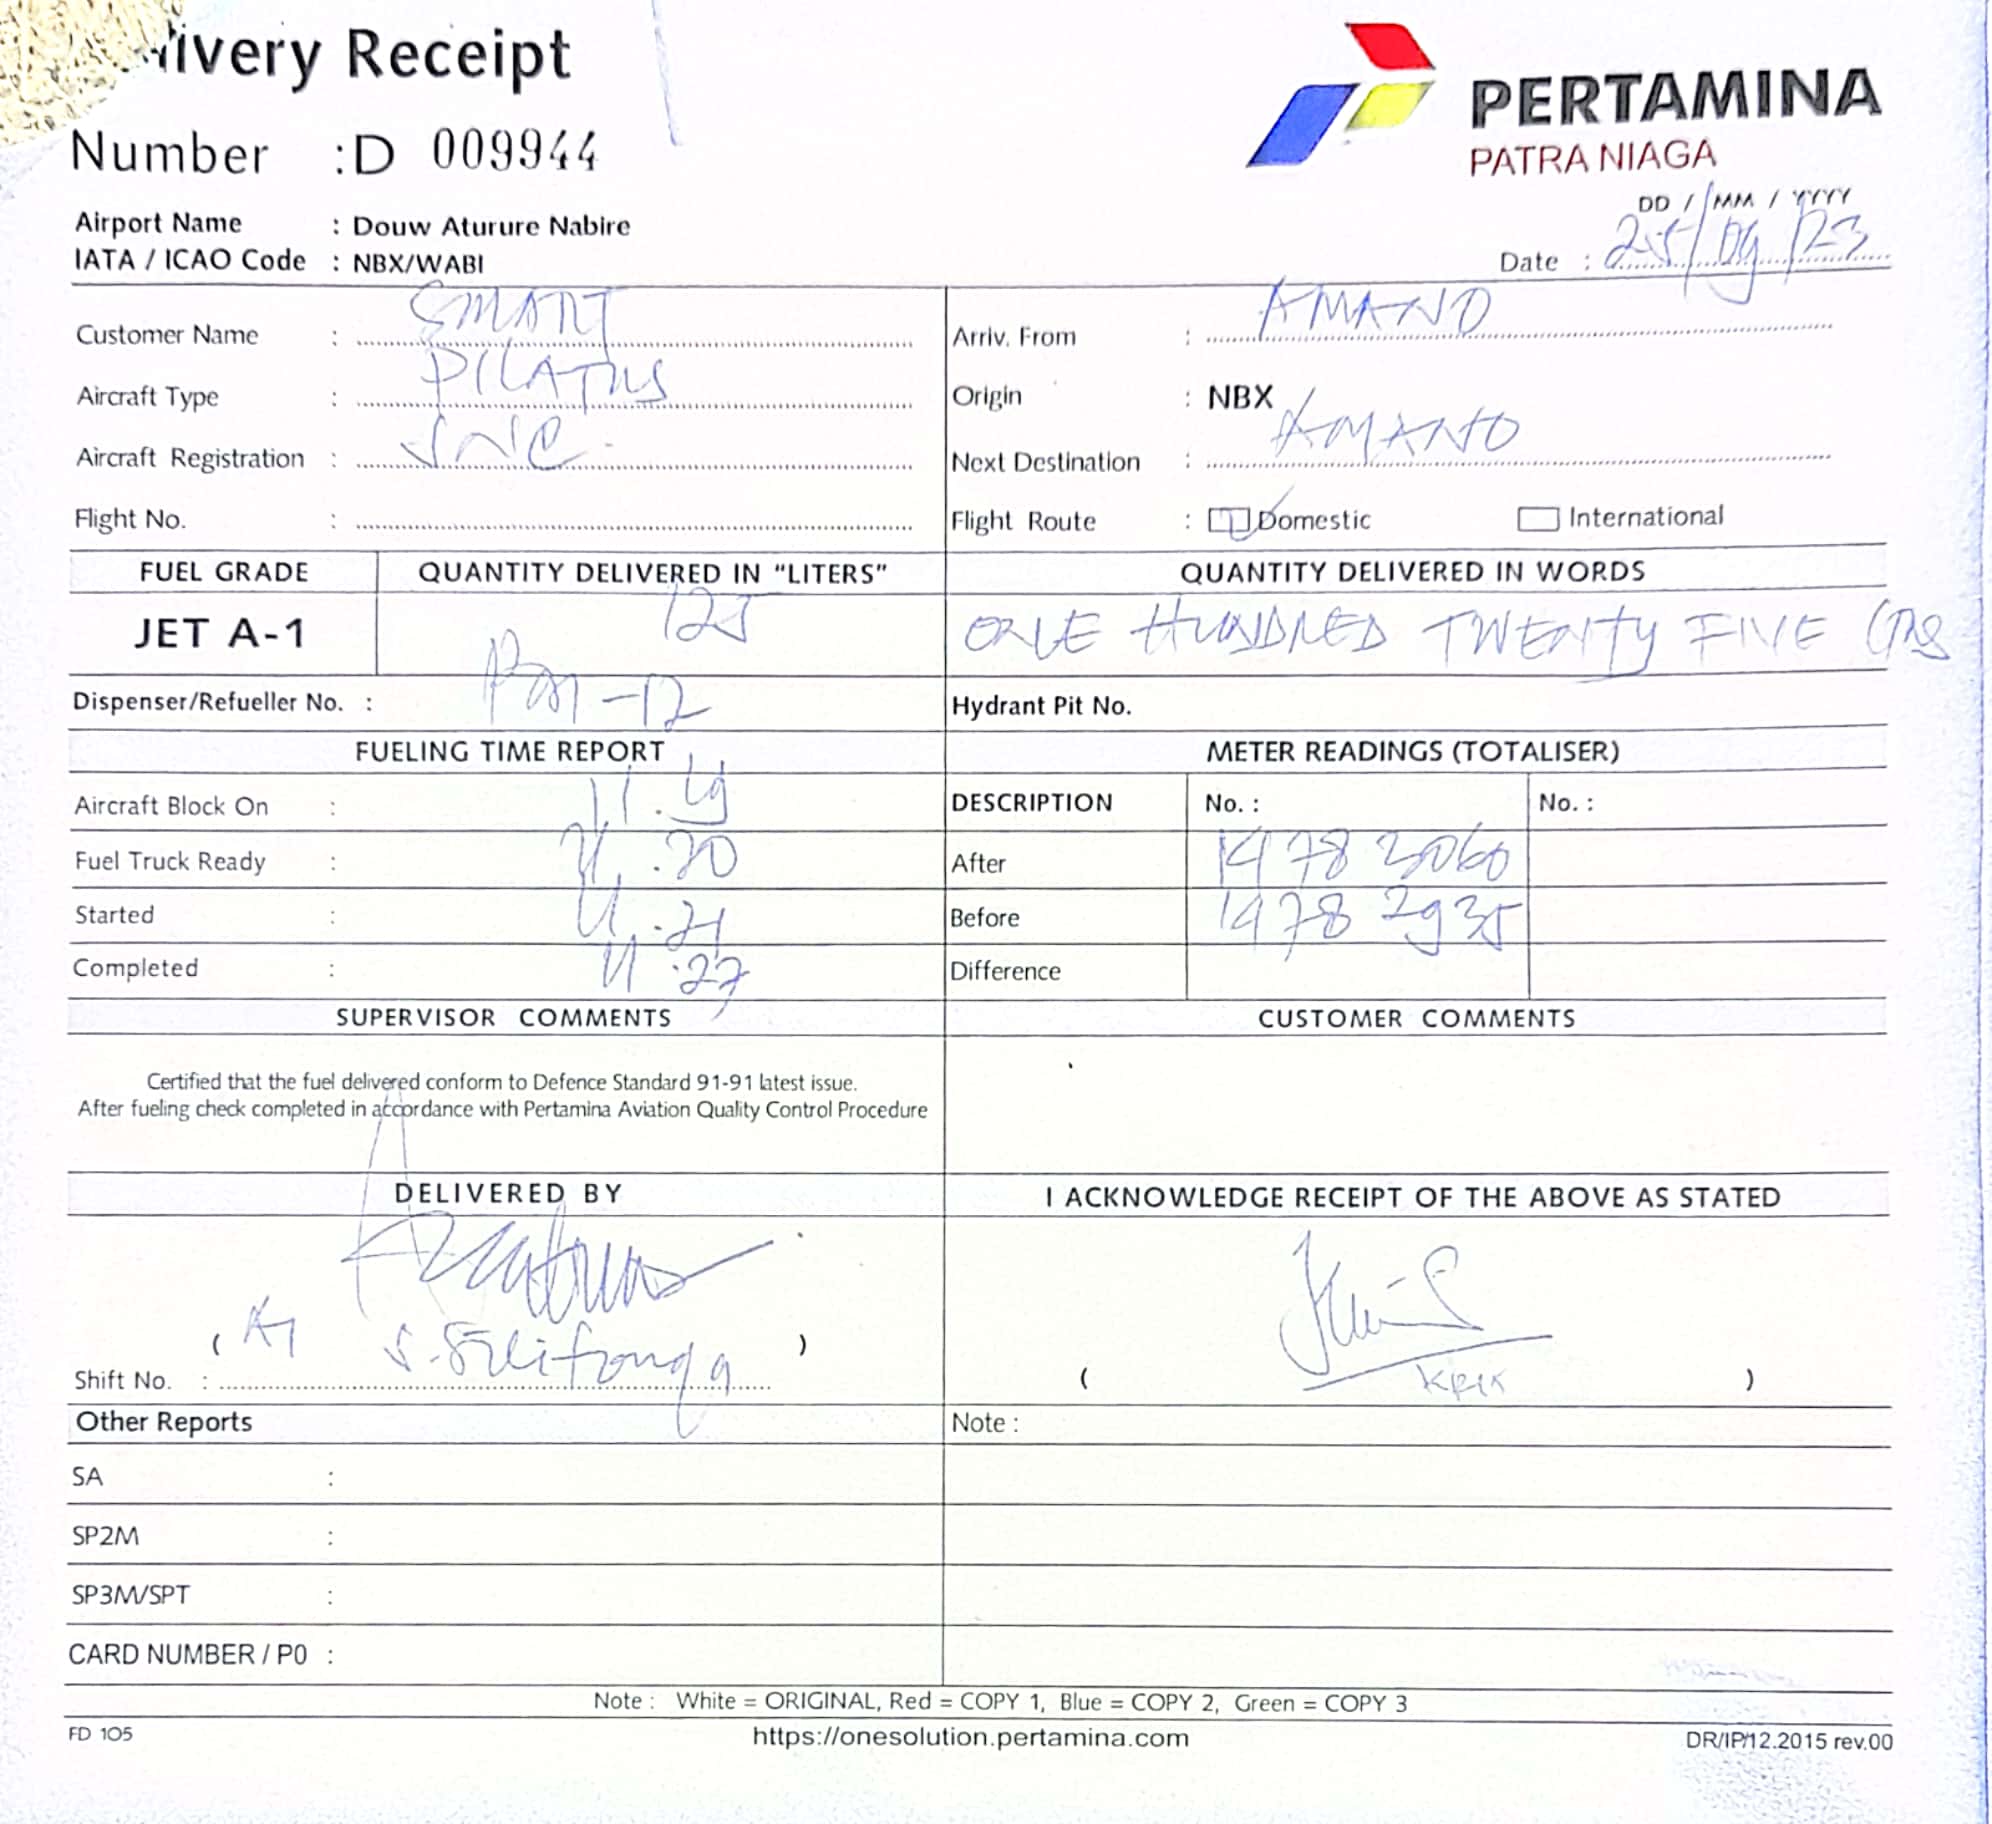 ivery Receipt
PERTAMINA
PATRA NIAGA
Number : D 009944
DD / MM / YYYY
Date : 25/09/23
Airport Name : Douw Aturure Nabire
IATA / ICAO Code : NBX/WABI
Customer Name : SMART
Arriv. From : AMANO
Aircraft Type : PILATUS
Origin : NBX
Aircraft Registration : SNC
Next Destination : AMANO
Flight No. :
Flight Route : Domestic International
FUEL GRADE QUANTITY DELIVERED IN "LITERS" QUANTITY DELIVERED IN WORDS
JET A-1 125 ONE HUNDRED TWENTY FIVE LTRS
Dispenser/Refueller No. :
Hydrant Pit No.
FUELING TIME REPORT METER READINGS (TOTALISER)
Aircraft Block On : 11.19
DESCRIPTION No. : No. :
Fuel Truck Ready : 11.20
After 1478 3060
Started : 11.21
Before 1478 2935
Completed : 11.27
Difference
SUPERVISOR COMMENTS CUSTOMER COMMENTS
Certified that the fuel delivered conform to Defence Standard 91-91 latest issue.
After fueling check completed in accordance with Pertamina Aviation Quality Control Procedure
DELIVERED BY I ACKNOWLEDGE RECEIPT OF THE ABOVE AS STATED
( )
Shift No. :
( KRIS )
Other Reports Note :
SA :
SP2M :
SP3M/SPT :
CARD NUMBER / P0 :
Note : White = ORIGINAL, Red = COPY 1, Blue = COPY 2, Green = COPY 3
FD 105 https://onesolution.pertamina.com DR/IP/12.2015 rev.00